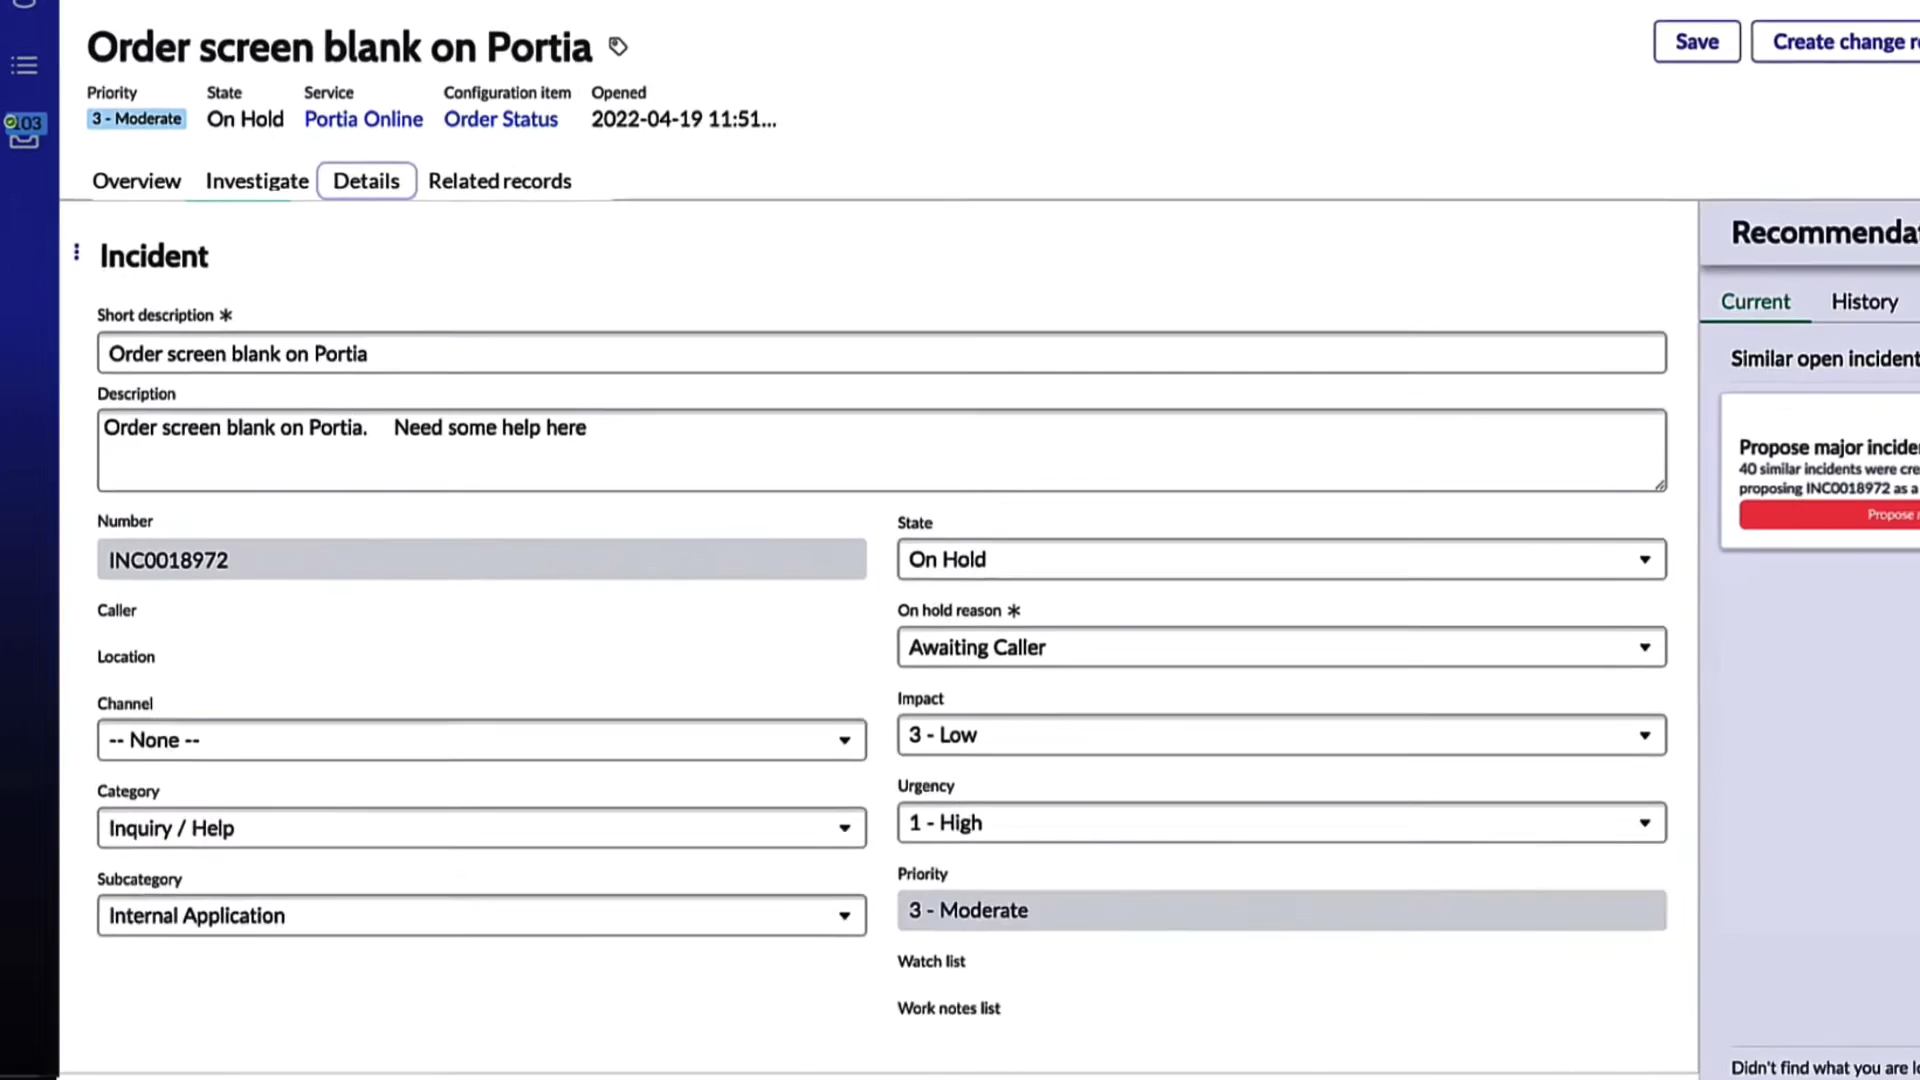 Order screen blank on Portia
Save
Create change
Priority
State
Service
Configuration item
Opened
3 - Moderate
On Hold
Portia Online
Order Status
2022-04-19 11:51...
03
Overview
Investigate
Details
Related records
Incident
Short description *
Order screen blank on Portia
Description
Order screen blank on Portia. Need some help here
Number
INC0018972
Caller
Location
Channel
-- None --
Category
Inquiry / Help
Subcategory
Internal Application
State
On Hold
On hold reason *
Awaiting Caller
Impact
3 - Low
Urgency
1 - High
Priority
3 - Moderate
Watch list
Work notes list
Current
History
Similar open
Propose major
40 similar incidents were
proposing INC0018972 as a
Propose
Didn't find what you are